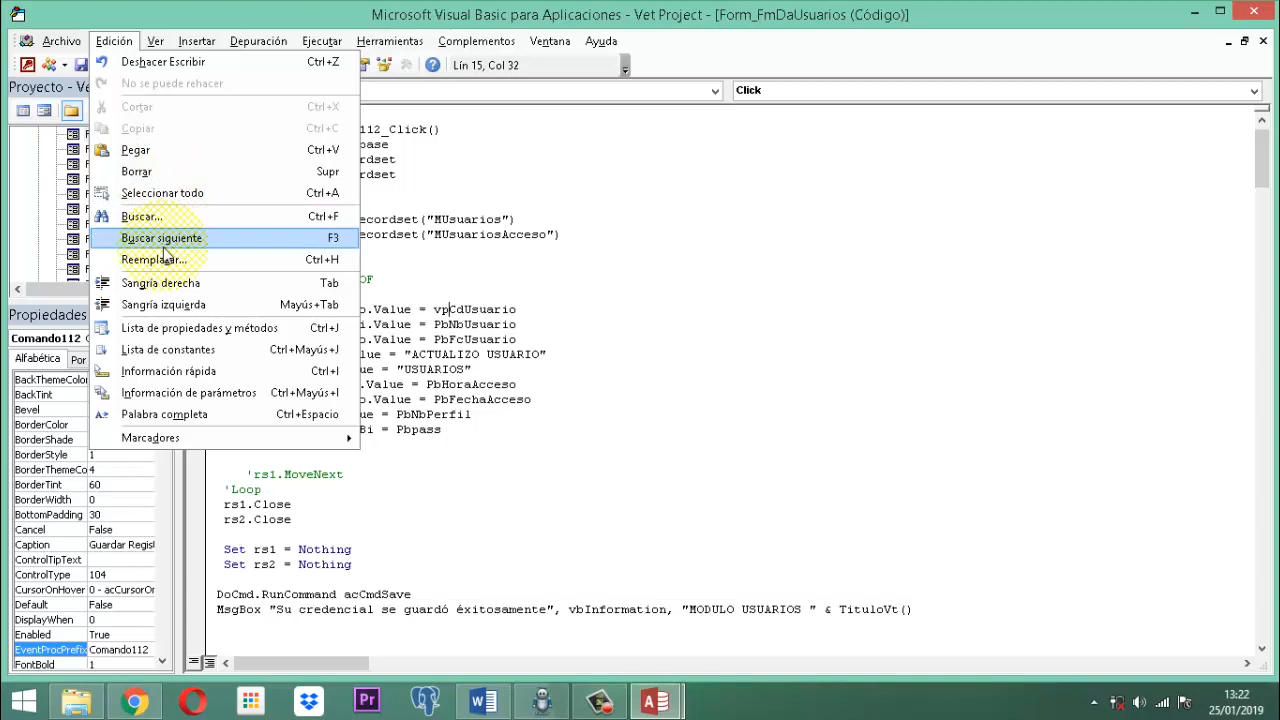 Microsoft Visual Basic para Aplicaciones - Vet Project - [Form_FmDaUsuarios (Código)]
Archivo Edición Ver Insertar Depuración Ejecutar Herramientas Complementos Ventana Ayuda
Lín 15, Col 32
Deshacer Escribir Ctrl+Z
No se puede rehacer
Cortar Ctrl+X
Copiar Ctrl+C
Pegar Ctrl+V
Borrar Supr
Seleccionar todo Ctrl+A
Buscar... Ctrl+F
Buscar siguiente F3
Reemplazar... Ctrl+H
Sangría derecha Tab
Sangría izquierda Mayús+Tab
Lista de propiedades y métodos Ctrl+J
Lista de constantes Ctrl+Mayús+J
Información rápida Ctrl+I
Información de parámetros Ctrl+Mayús+I
Palabra completa Ctrl+Espacio
Marcadores
Proyecto - Ve
Propiedades
Comando112
Alfabética Por
BackThemeColo
BackTint
Bevel
BorderColor
BorderShade
BorderStyle 1
BorderThemeCo 4
BorderTint 60
BorderWidth 0
BottomPadding 30
Cancel False
Caption Guardar Regist
ControlTipText
ControlType 104
CursorOnHover 0 - acCursorOn
Default False
DisplayWhen 0
Enabled True
EventProcPrefix Comando112
FontBold 1
Click
112_Click()
base
rdset
rdset
ecordset("MUsuarios")
ecordset("MUsuariosAcceso")
OF
o.Value = vpCdUsuario
i.Value = PbNbUsuario
o.Value = PbFcUsuario
lue = "ACTUALIZO USUARIO"
ue = "USUARIOS"
.Value = PbHoraAcceso
o.Value = PbFechaAcceso
ue = PbNbPerfil
Bi = Pbpass
'rs1.MoveNext
'Loop
rs1.Close
rs2.Close
Set rs1 = Nothing
Set rs2 = Nothing
DoCmd.RunCommand acCmdSave
MsgBox "Su credencial se guardó éxitosamente", vbInformation, "MODULO USUARIOS " & TituloVt()
Pr
13:22
25/01/2019